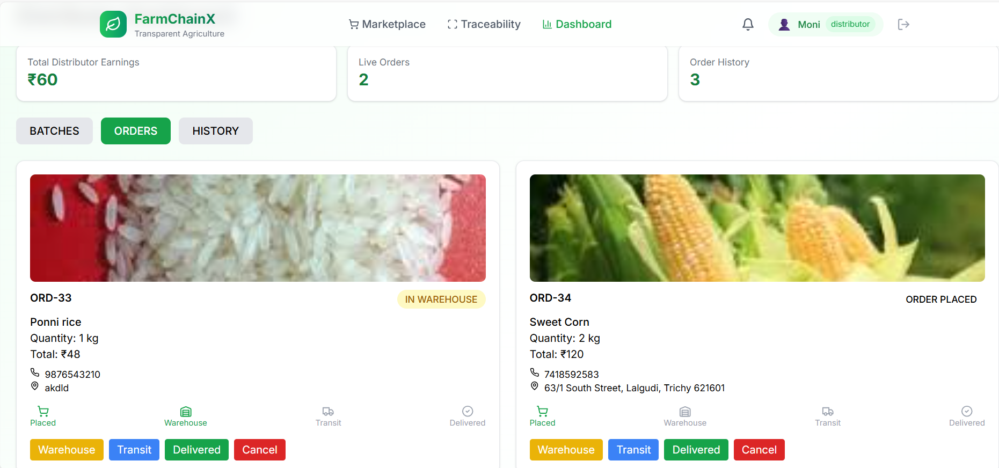 FarmChainX
Transparent Agriculture
Marketplace
Traceability
Dashboard
Moni
distributor
Total Distributor Earnings
₹60
Live Orders
2
Order History
3
BATCHES
ORDERS
HISTORY
ORD-33
IN WAREHOUSE
Ponni rice
Quantity: 1 kg
Total: ₹48
9876543210
akdld
Placed
Warehouse
Transit
Delivered
Warehouse
Transit
Delivered
Cancel
ORD-34
ORDER PLACED
Sweet Corn
Quantity: 2 kg
Total: ₹120
7418592583
63/1 South Street, Lalgudi, Trichy 621601
Placed
Warehouse
Transit
Delivered
Warehouse
Transit
Delivered
Cancel